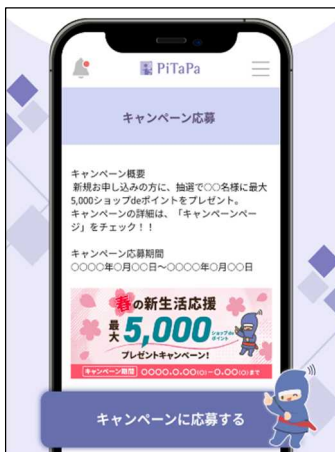 PiTaPa
キャンペーン応募
キャンペーン概要
新規お申し込みの方に、抽選で○○名様に最大
5,000ショップdeポイントをプレゼント。
キャンペーンの詳細は、「キャンペーンペー
ジ」をチェック！！
キャンペーン応募期間
○○○○年○月○○日～○○○○年○月○○日
春の新生活応援
最大5,000ショップdeポイント
プレゼントキャンペーン!
キャンペーン期間 ○○○○.○.○○(○)－○.○○(○)まで
キャンペーンに応募する